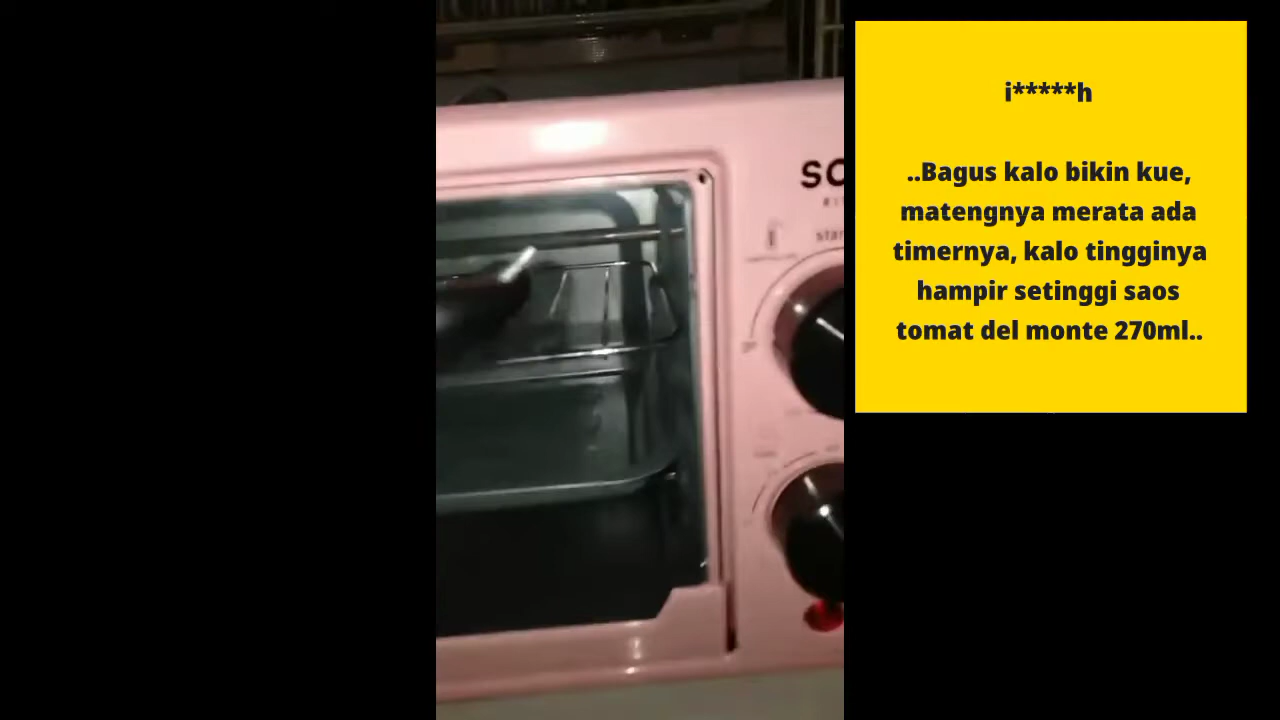 i*****h
..Bagus kalo bikin kue,
matengnya merata ada
timernya, kalo tingginya
hampir setinggi saos
tomat del monte 270ml..
SO